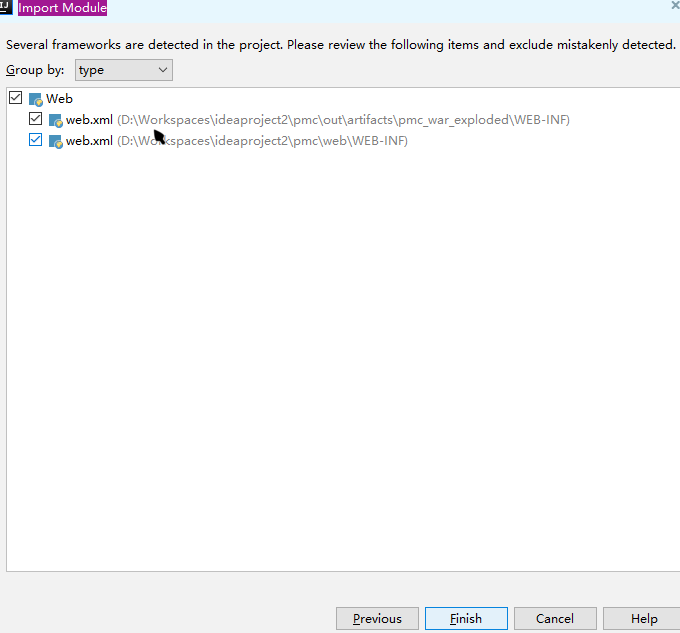 IJ Import Module
Several frameworks are detected in the project. Please review the following items and exclude mistakenly detected.
Group by: type
Web
web.xml (D:\Workspaces\ideaproject2\pmc\out\artifacts\pmc_war_exploded\WEB-INF)
web.xml (D:\Workspaces\ideaproject2\pmc\web\WEB-INF)
Previous Finish Cancel Help